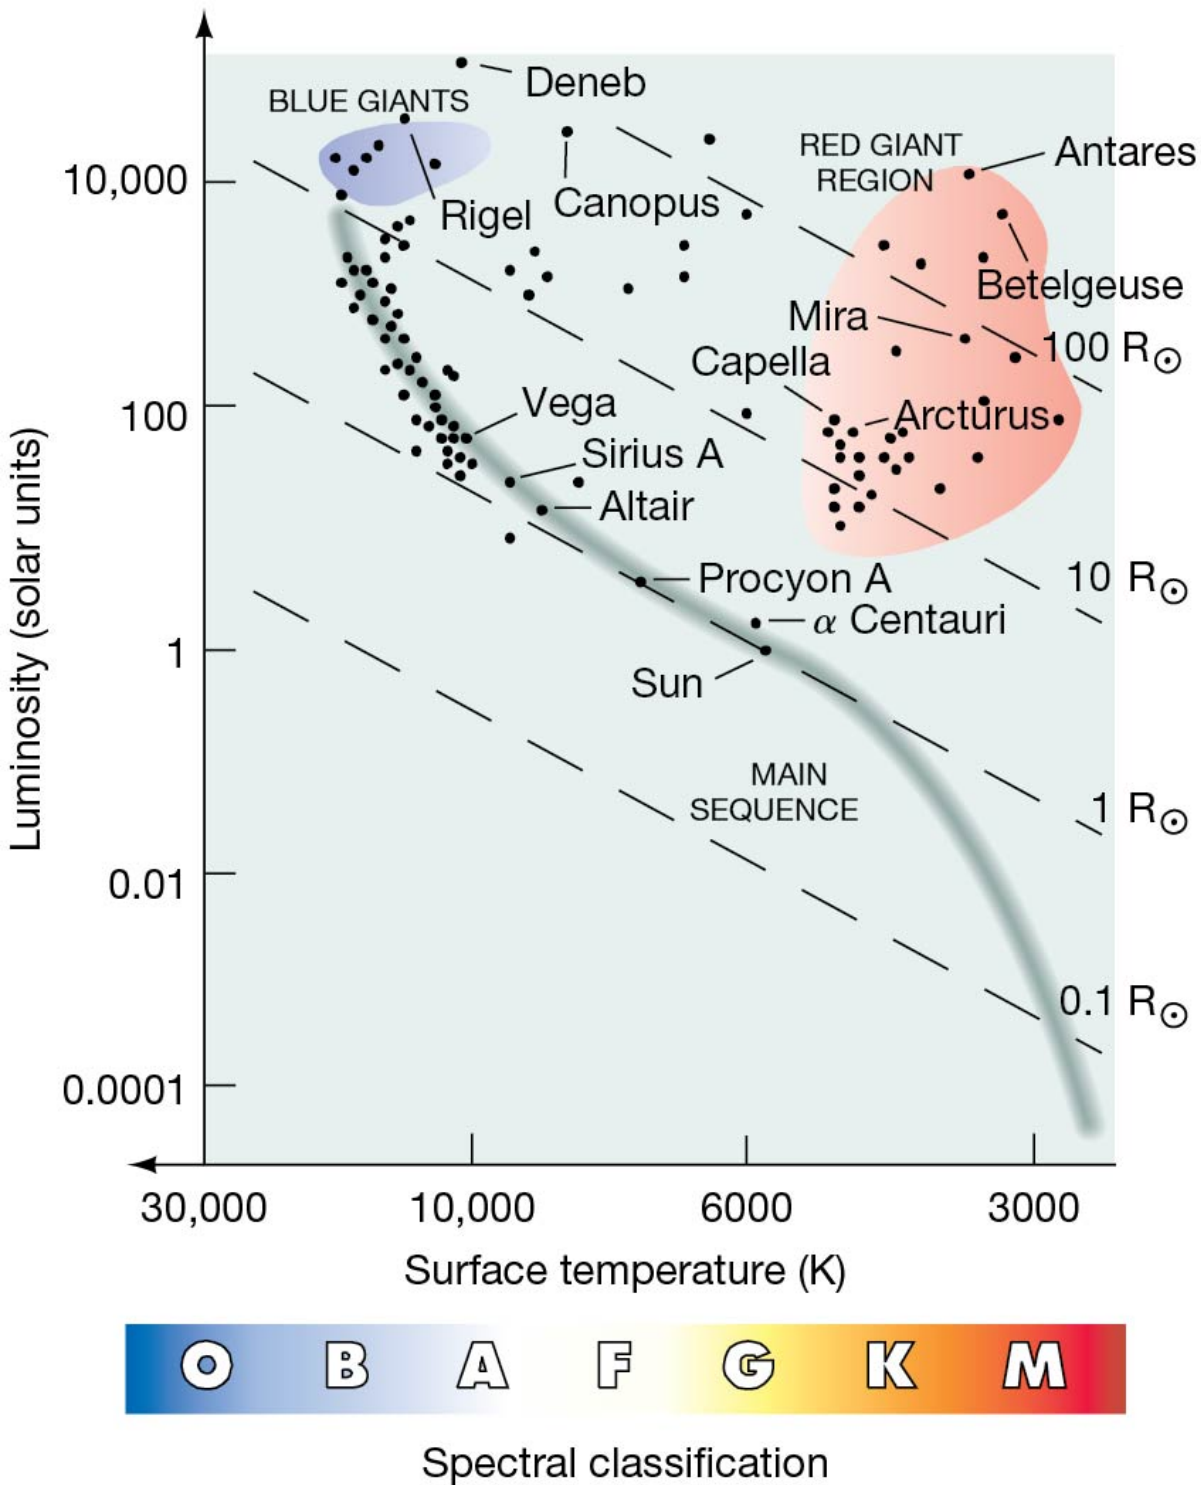 Deneb
BLUE GIANTS
RED GIANT
REGION
Antares
10,000
Rigel
Canopus
Betelgeuse
Mira
100 R☉
Capella
100
Vega
Arcturus
Sirius A
Altair
Procyon A
10 R☉
α Centauri
1
Sun
Luminosity (solar units)
MAIN
SEQUENCE
1 R☉
0.01
0.1 R☉
0.0001
30,000
10,000
6000
3000
Surface temperature (K)
O B A F G K M
Spectral classification